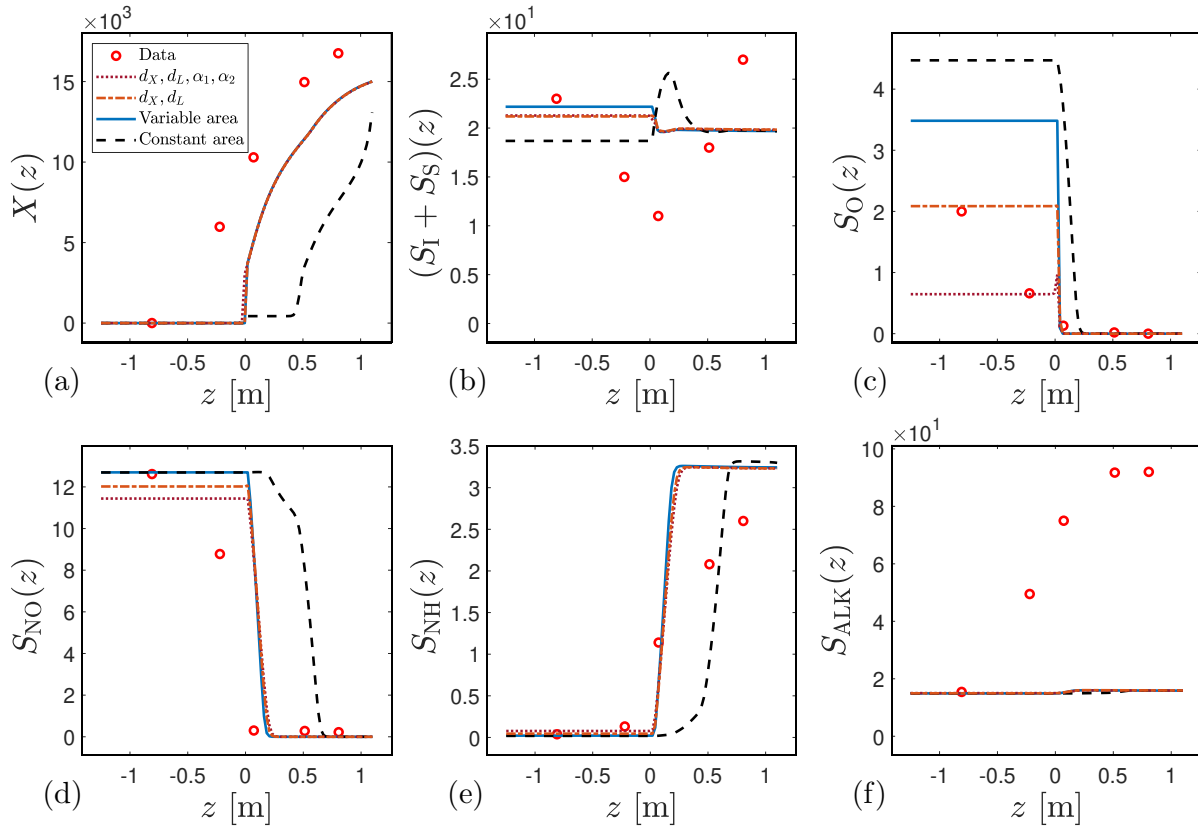 ×10³
15
10
5
0
X(z)
-1 -0.5 0 0.5 1
z [m]
(a)
Data
d_X, d_L, α₁, α₂
d_X, d_L
Variable area
Constant area
×10¹
2.5
2
1.5
1
0.5
0
(S_I + S_S)(z)
-1 -0.5 0 0.5 1
z [m]
(b)
4
3
2
1
0
S_O(z)
-1 -0.5 0 0.5 1
z [m]
(c)
12
10
8
6
4
2
0
S_NO(z)
-1 -0.5 0 0.5 1
z [m]
(d)
3.5
3
2.5
2
1.5
1
0.5
0
S_NH(z)
-1 -0.5 0 0.5 1
z [m]
(e)
×10¹
10
8
6
4
2
0
S_ALK(z)
-1 -0.5 0 0.5 1
z [m]
(f)